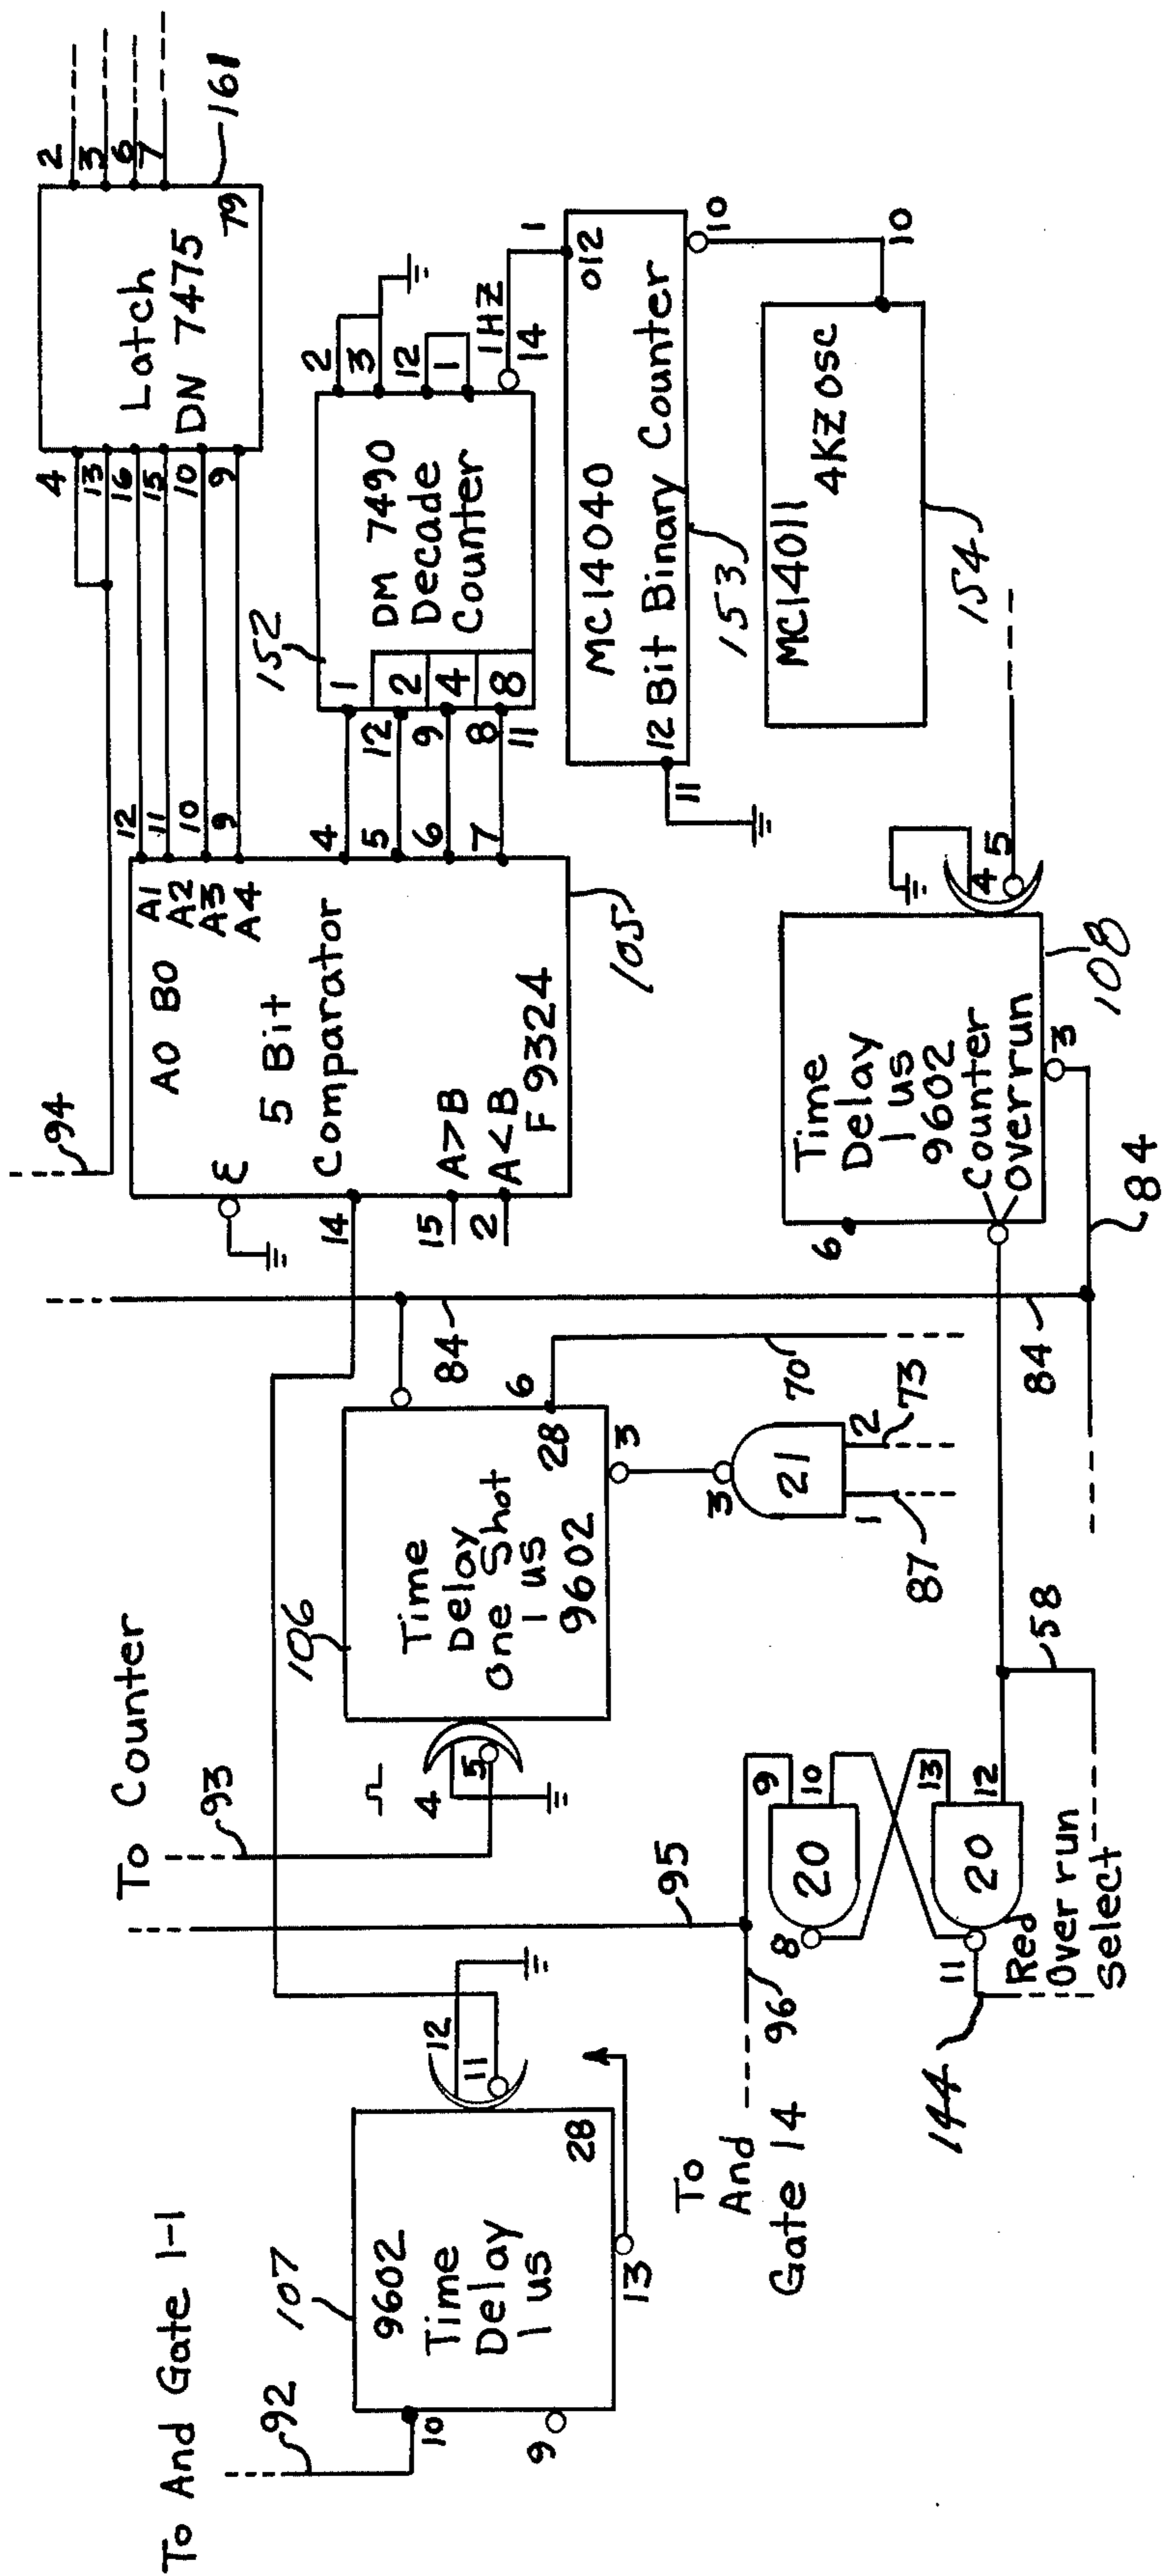 To And Gate 1-1
92
107
9602
Time
Delay
1 us
28
10
9
13
12
11
To Counter
93
95
96
To
And
Gate 14
4
5
106
Time
Delay
One Shot
1 us
9602
28
6
3
84
70
3
21
1
2
87
73
9
10
20
8
13
12
20
11
Red
Overrun
select
144
58
94
A0 B0
A1
A2
A3
A4
E
5 Bit
Comparator
A>B
A<B
F 9324
14
15
2
12
11
10
9
4
5
6
7
105
4
13
16
15
10
9
Latch
DN 7475
79
2
3
6
7
161
152
1
2
4
8
12
9
8
11
DM 7490
Decade
Counter
2
3
12
1
1HZ
14
1
012
MC14040
12 Bit Binary Counter
11
10
153
MC14011
4KZ osc
10
154
6
Time
Delay
1 us
9602
Counter
Overrun
4
5
3
108
84
84